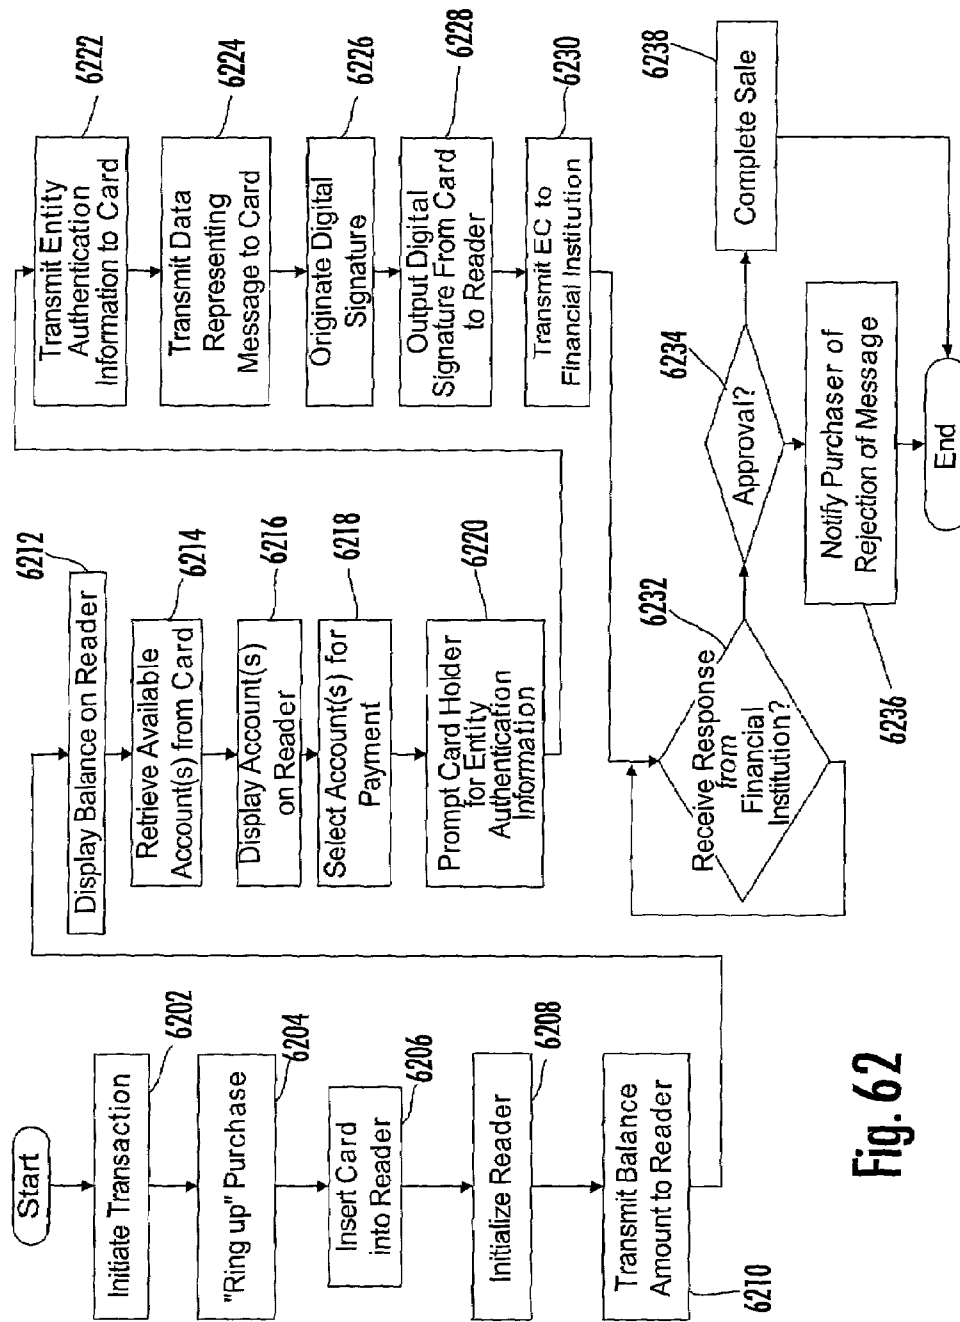 Start
Initiate Transaction
6202
"Ring up" Purchase
6204
Insert Card
into Reader
6206
Initialize Reader
6208
Transmit Balance
Amount to Reader
6210
6212
Display Balance on Reader
Retrieve Available
Account(s) from Card
6214
Display Account(s)
on Reader
6216
Select Account(s) for
Payment
6218
Prompt Card Holder
for Entity
Authentication
Information
6220
Transmit Entity
Authentication
Information to Card
6222
Transmit Data
Representing
Message to Card
6224
Originate Digital
Signature
6226
Output Digital
Signature From Card
to Reader
6228
Transmit EC to
Financial Institution
6230
Receive Response
from
Financial
Institution?
6232
Approval?
6234
Notify Purchaser of
Rejection of Message
6236
Complete Sale
6238
End
Fig. 62